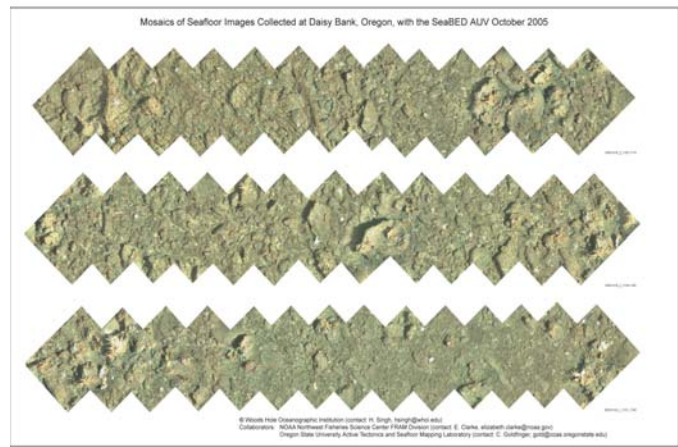 Mosaics of Seafloor Images Collected at Daisy Bank, Oregon, with the SeaBED AUV October 2005
© Woods Hole Oceanographic Institution (contact: H. Singh, hsingh@whoi.edu)
Collaborators: NOAA Northwest Fisheries Science Center FRAM Division (contact: E. Clarke, elizabeth.clarke@noaa.gov)
Oregon State University Active Tectonics and Seafloor Mapping Laboratory (contact: C. Goldfinger, gold@coas.oregonstate.edu)